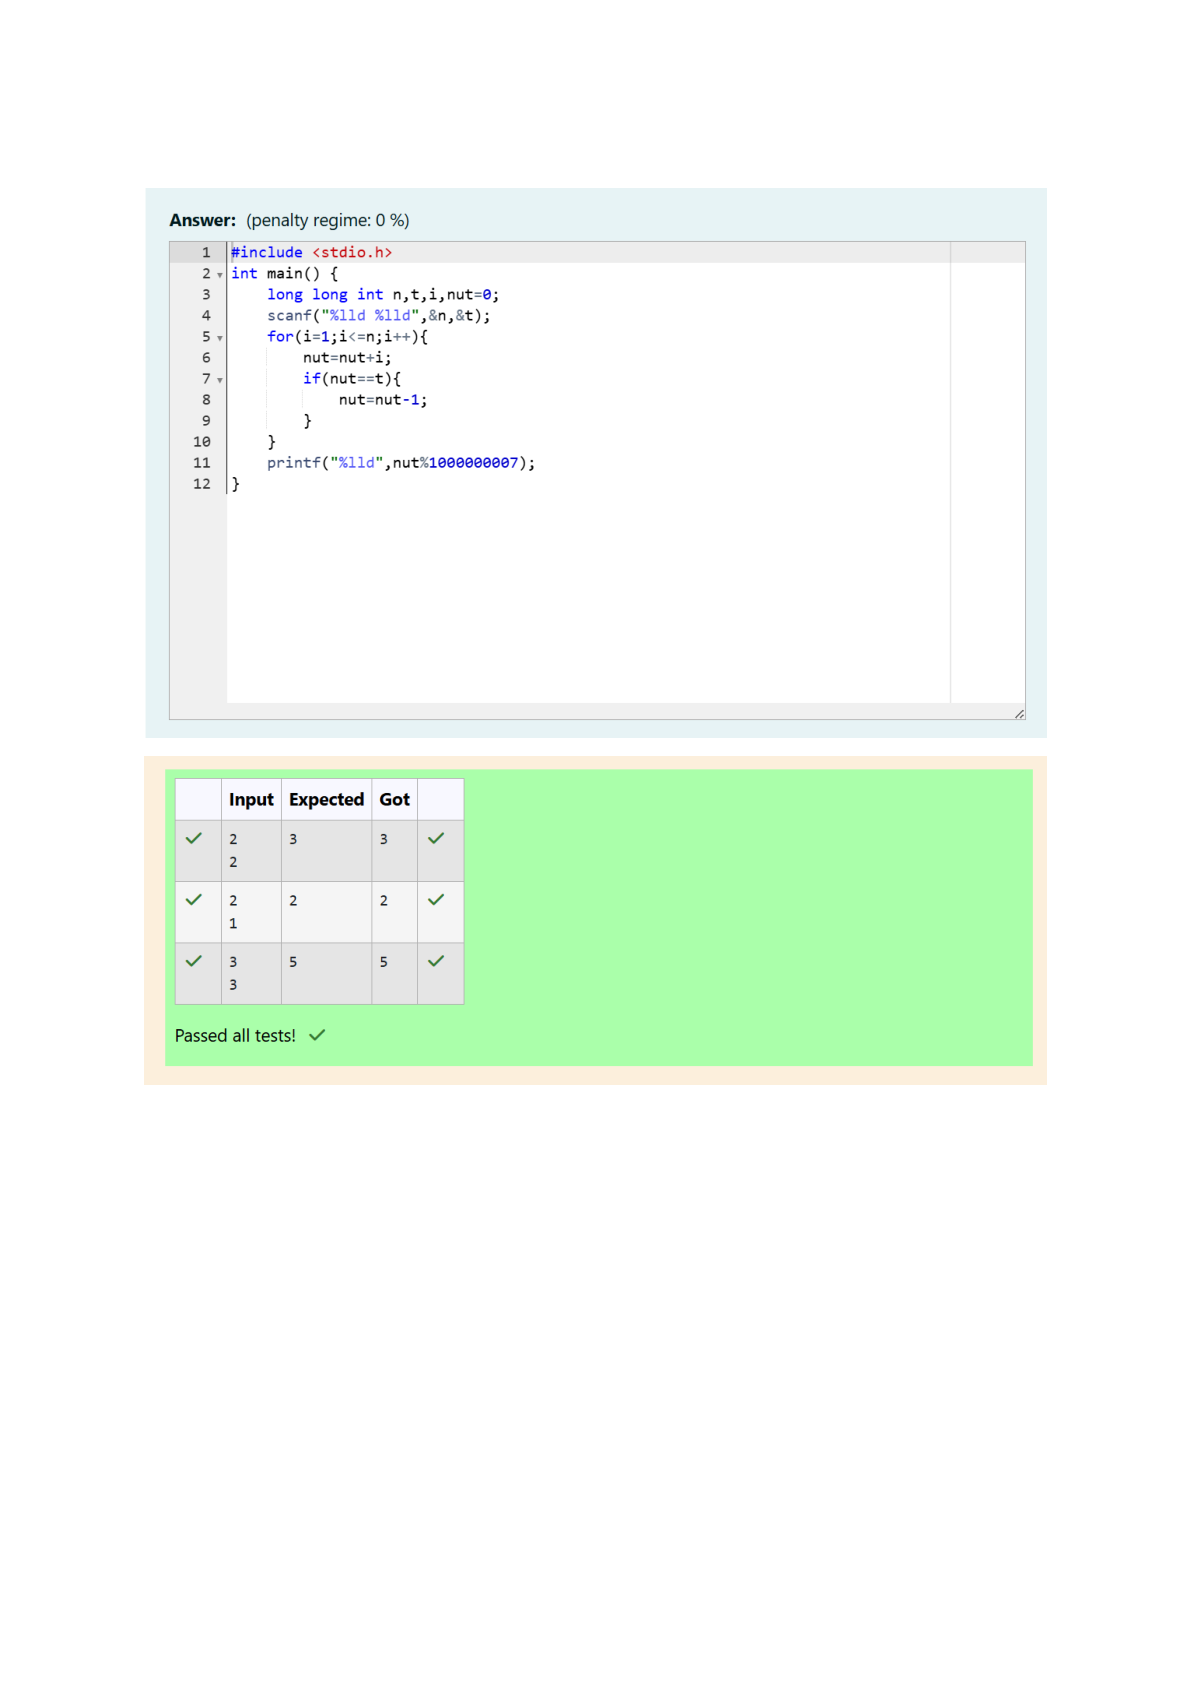 Answer: (penalty regime: 0 %)
1 #include <stdio.h>
2 int main() {
3     long long int n,t,i,nut=0;
4     scanf("%lld %lld",&n,&t);
5     for(i=1;i<=n;i++){
6         nut=nut+i;
7         if(nut==t){
8             nut=nut-1;
9         }
10     }
11     printf("%lld",nut%1000000007);
12 }
Input Expected Got
2 3 3
2
2 2 2
1
3 5 5
3
Passed all tests!